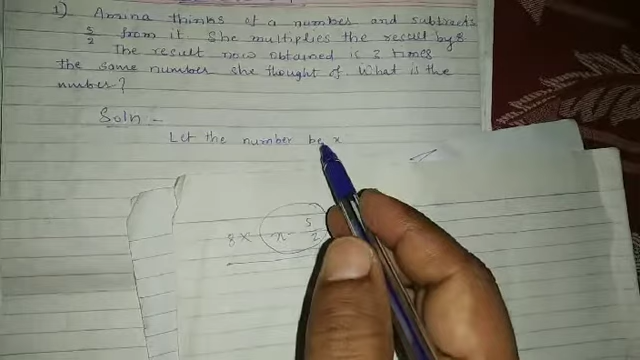 1) Amina thinks of a number and subtracts
5/2 from it. She multiplies the result by 8
The result now obtained is 3 times
the same number she thought of. What is the
number?
Soln -
Let the number be x
8 × x - 5/2